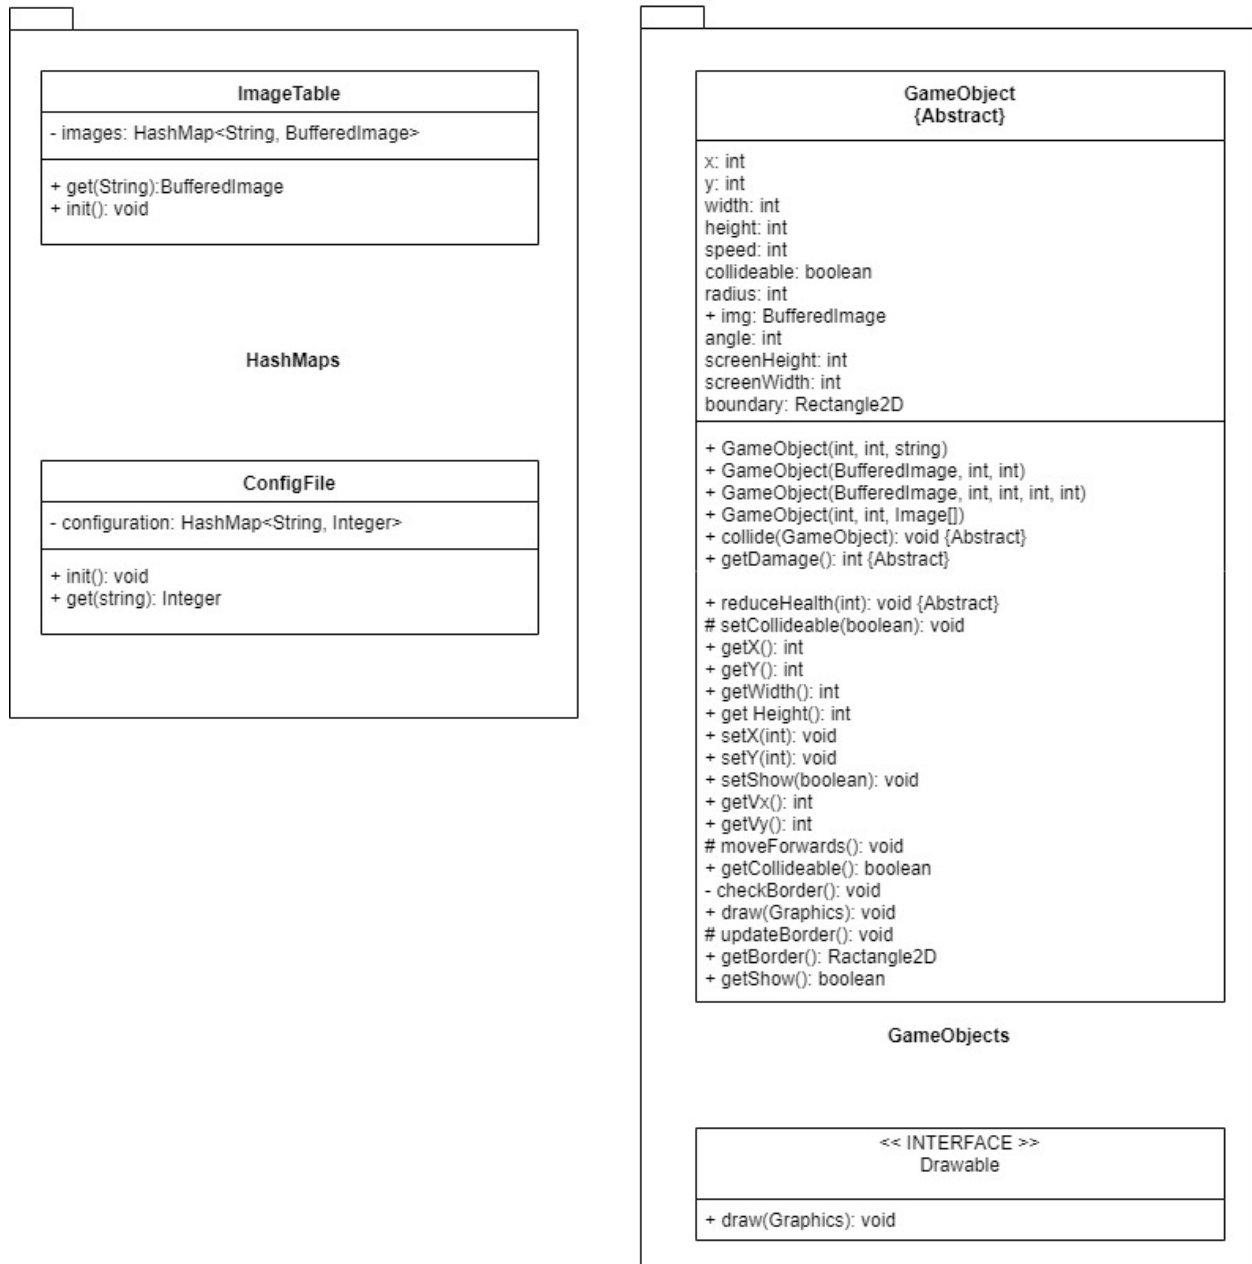 ImageTable
- images: HashMap<String, BufferedImage>
+ get(String):BufferedImage
+ init(): void
HashMaps
ConfigFile
- configuration: HashMap<String, Integer>
+ init(): void
+ get(string): Integer
GameObject
{Abstract}
x: int
y: int
width: int
height: int
speed: int
collideable: boolean
radius: int
+ img: BufferedImage
angle: int
screenHeight: int
screenWidth: int
boundary: Rectangle2D
+ GameObject(int, int, string)
+ GameObject(BufferedImage, int, int)
+ GameObject(BufferedImage, int, int, int, int)
+ GameObject(int, int, Image[])
+ collide(GameObject): void {Abstract}
+ getDamage(): int {Abstract}
+ reduceHealth(int): void {Abstract}
# setCollideable(boolean): void
+ getX(): int
+ getY(): int
+ getWidth(): int
+ get Height(): int
+ setX(int): void
+ setY(int): void
+ setShow(boolean): void
+ getVx(): int
+ getVy(): int
# moveForwards(): void
+ getCollideable(): boolean
- checkBorder(): void
+ draw(Graphics): void
# updateBorder(): void
+ getBorder(): Ractangle2D
+ getShow(): boolean
GameObjects
<< INTERFACE >>
Drawable
+ draw(Graphics): void